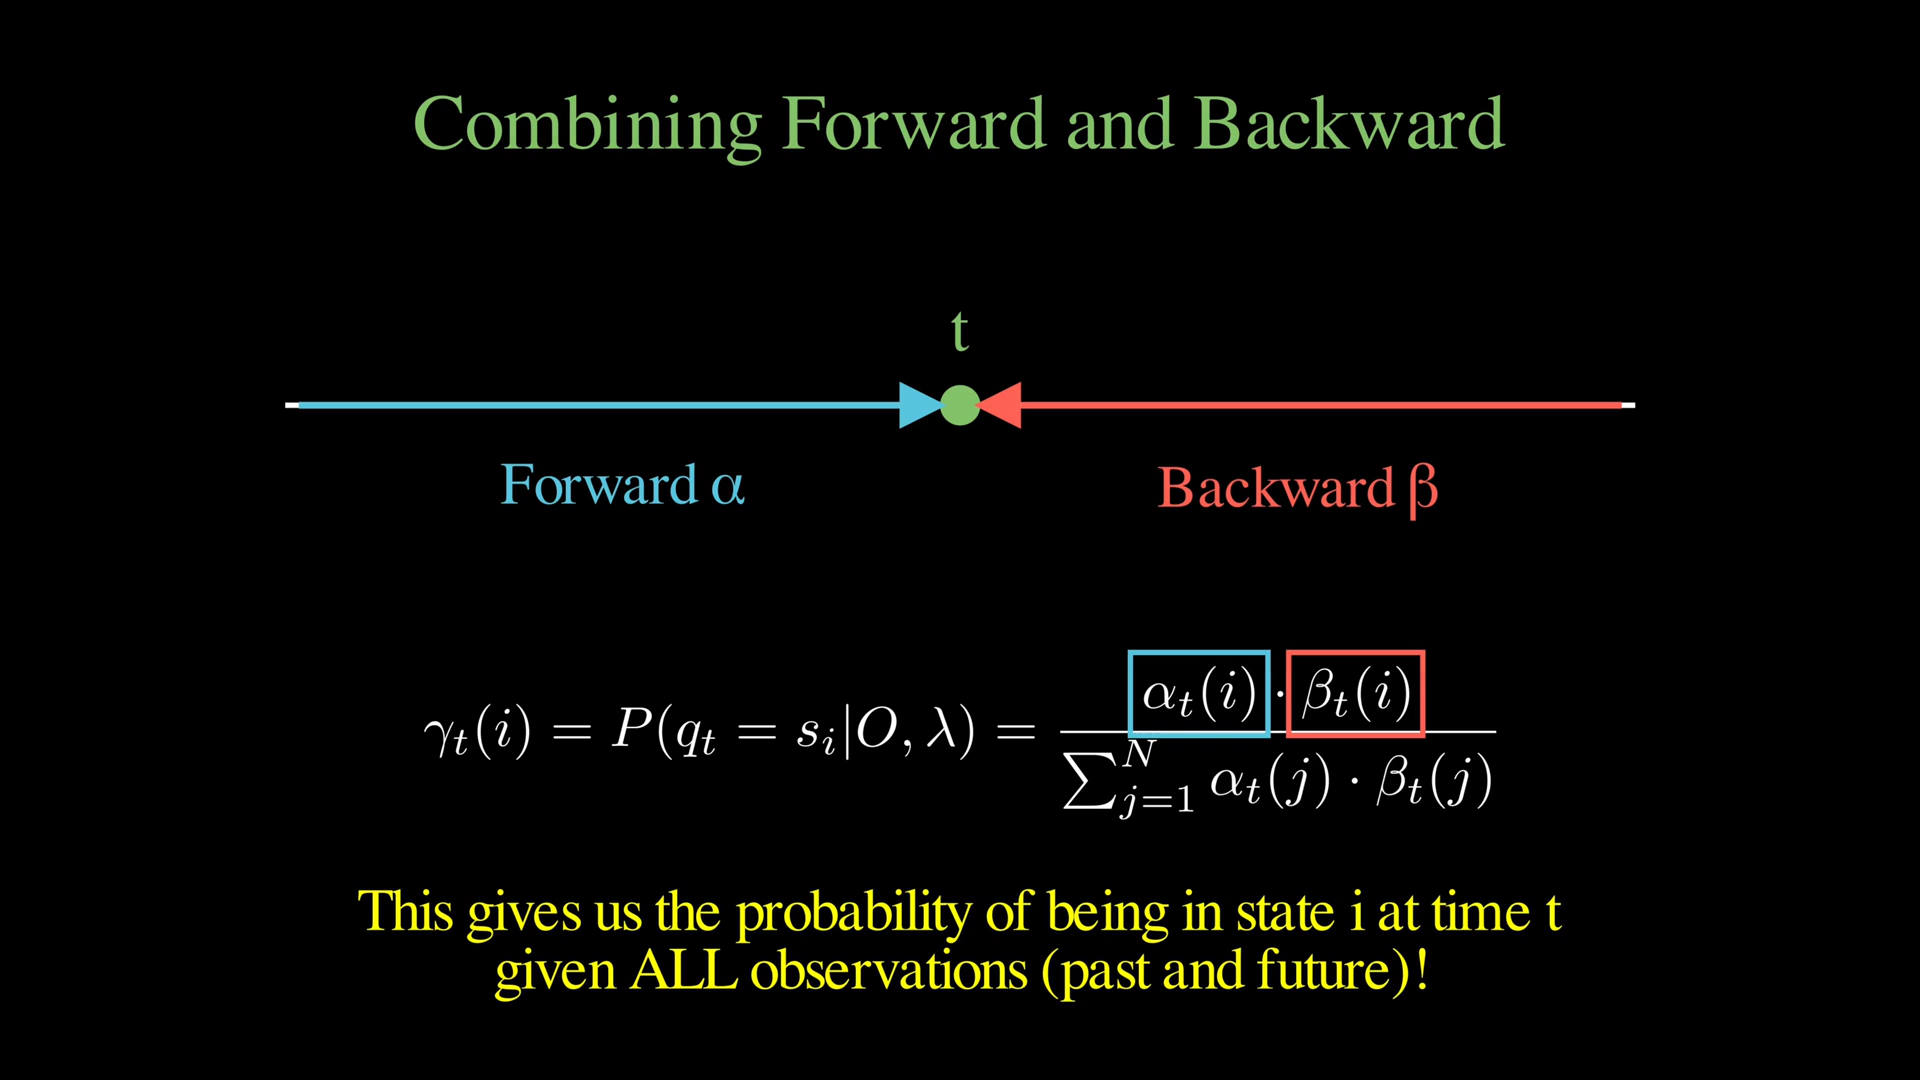 Combining Forward and Backward
t
Forward α
Backward β
γ_t(i) = P(q_t = s_i|O, λ) = \frac{α_t(i) · β_t(i)}{∑_{j=1}^{N} α_t(j) · β_t(j)}
This gives us the probability of being in state i at time t
given ALL observations (past and future)!